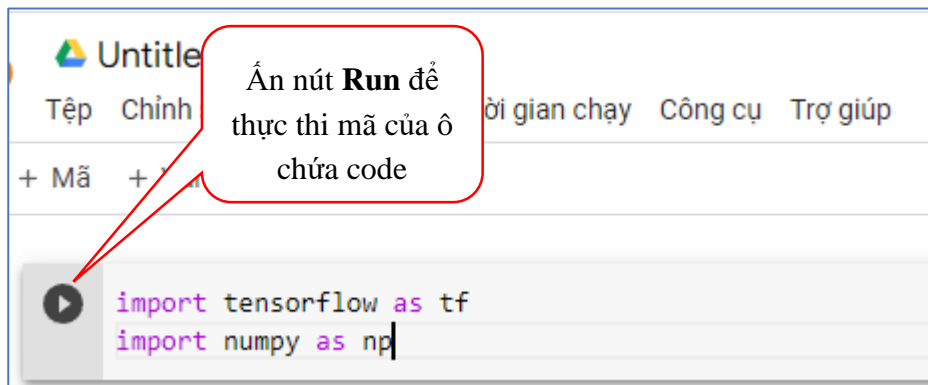 Untitle
Ấn nút Run để
thực thi mã của ô
chứa code
Tệp Chỉnh ời gian chạy Công cụ Trợ giúp
+ Mã +
import tensorflow as tf
import numpy as np